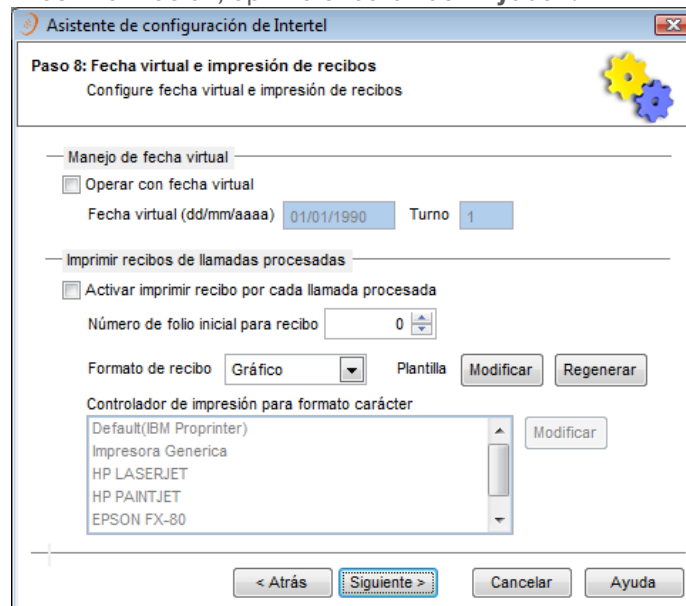 Asistente de configuración de Intertel
Paso 8: Fecha virtual e impresión de recibos
Configure fecha virtual e impresión de recibos
Manejo de fecha virtual
Operar con fecha virtual
Fecha virtual (dd/mm/aaaa) 01/01/1990 Turno 1
Imprimir recibos de llamadas procesadas
Activar imprimir recibo por cada llamada procesada
Número de folio inicial para recibo 0
Formato de recibo Gráfico Plantilla Modificar Regenerar
Controlador de impresión para formato carácter
Default(IBM Proprinter) Modificar
Impresora Generica
HP LASERJET
HP PAINTJET
EPSON FX-80
< Atrás Siguiente > Cancelar Ayuda